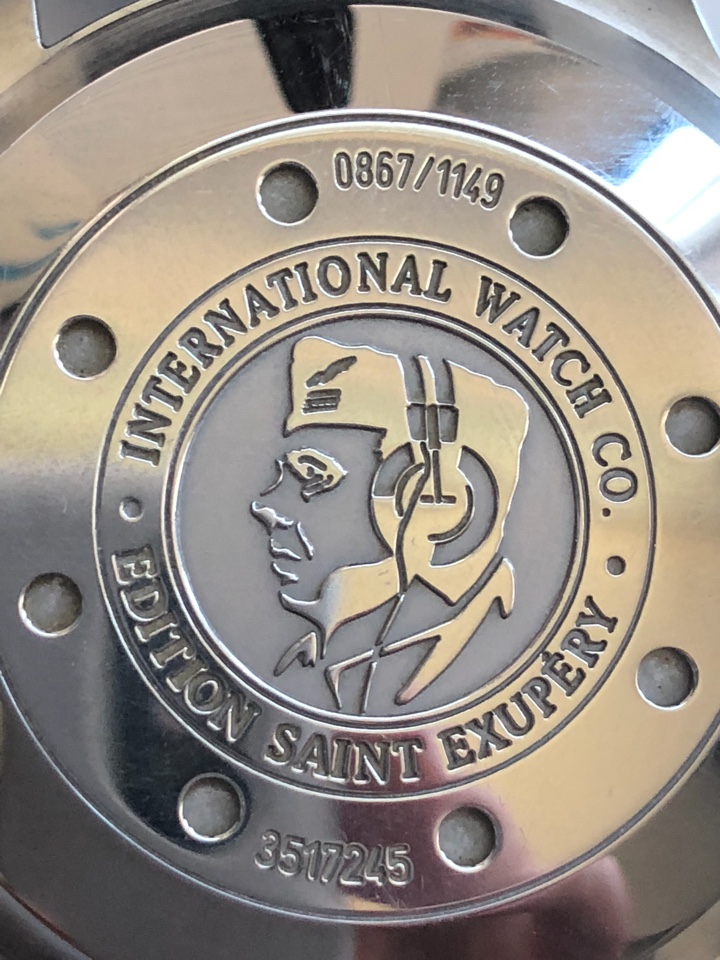 0867/1149
INTERNATIONAL WATCH CO.
EDITION SAINT EXUPÉRY
3517245